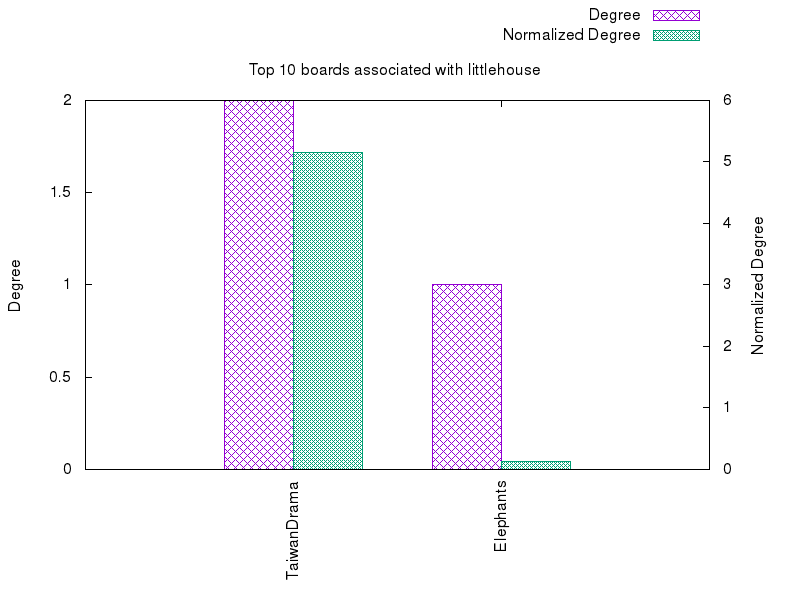 Degree
Normalized Degree
Top 10 boards associated with littlehouse
2
1.5
1
0.5
0
6
5
4
3
2
1
0
Degree
Normalized Degree
TaiwanDrama
Elephants